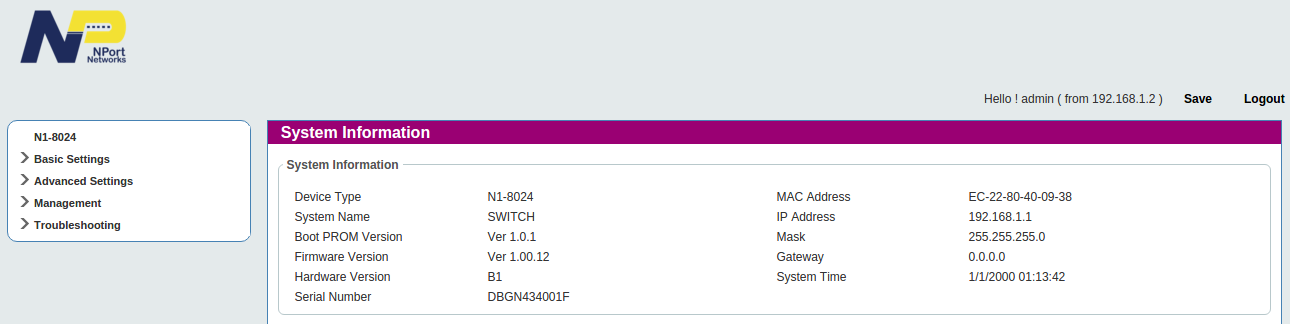 NP
NPort
Networks
Hello ! admin ( from 192.168.1.2 ) Save Logout
N1-8024
Basic Settings
Advanced Settings
Management
Troubleshooting
System Information
System Information
Device Type N1-8024 MAC Address EC-22-80-40-09-38
System Name SWITCH IP Address 192.168.1.1
Boot PROM Version Ver 1.0.1 Mask 255.255.255.0
Firmware Version Ver 1.00.12 Gateway 0.0.0.0
Hardware Version B1 System Time 1/1/2000 01:13:42
Serial Number DBGN434001F